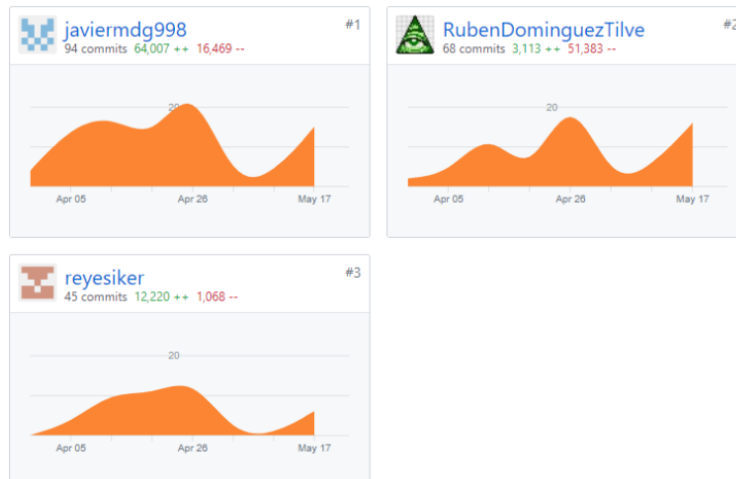 javiermdg998 #1
94 commits 64,007 ++ 16,469 --
20
Apr 05 Apr 26 May 17
RubenDominguezTilve #2
68 commits 3,113 ++ 51,383 --
20
Apr 05 Apr 26 May 17
reyesiker #3
45 commits 12,220 ++ 1,068 --
20
Apr 05 Apr 26 May 17